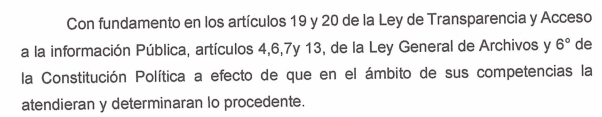 Con fundamento en los artículos 19 y 20 de la Ley de Transparencia y Acceso
a la información Pública, artículos 4,6,7y 13, de la Ley General de Archivos y 6° de
la Constitución Política a efecto de que en el ámbito de sus competencias la
atendieran y determinaran lo procedente.